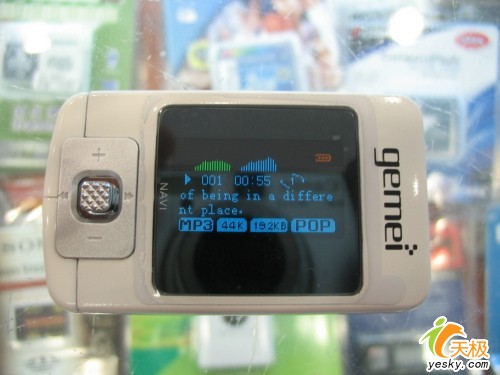 001 00:55
of being in a differe
nt place.
MP3 44K 192KB POP
NAVI
+
−
gemei
天极
yesky.com